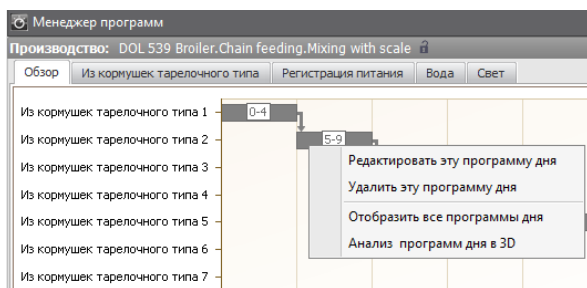 Менеджер программ
Производство: DOL 539 Broiler.Chain feeding.Mixing with scale
Обзор Из кормушек тарелочного типа Регистрация питания Вода Свет
Из кормушек тарелочного типа 1 0-4
Из кормушек тарелочного типа 2 5-9
Из кормушек тарелочного типа 3
Из кормушек тарелочного типа 4
Из кормушек тарелочного типа 5
Из кормушек тарелочного типа 6
Из кормушек тарелочного типа 7
Редактировать эту программу дня
Удалить эту программу дня
Отобразить все программы дня
Анализ программ дня в 3D